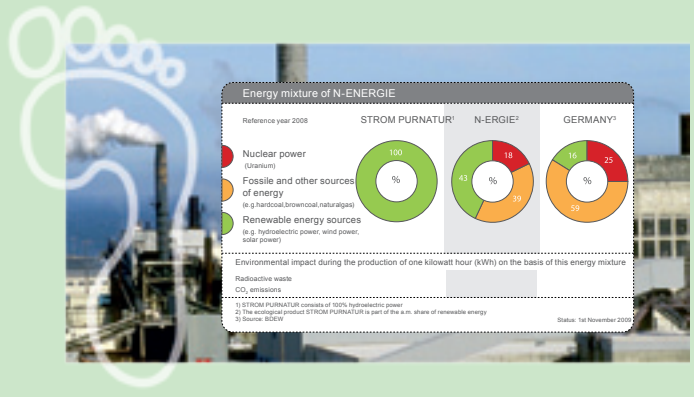 Energy mixture of N-ENERGIE
Reference year 2008
STROM PURNATUR¹ N-ERGIE² GERMANY³
Nuclear power
(Uranium)
Fossile and other sources
of energy
(e.g.hardcoal,browncoal,naturalgas)
Renewable energy sources
(e.g. hydroelectric power, wind power,
solar power)
100
%
18
43
%
39
16
25
%
59
Environmental impact during the production of one kilowatt hour (kWh) on the basis of this energy mixture
Radioactive waste
CO₂ emissions
1) STROM PURNATUR consists of 100% hydroelectric power
2) The ecological product STROM PURNATUR is part of the a.m. share of renewable energy
3) Source: BDEW
Status: 1st November 2009